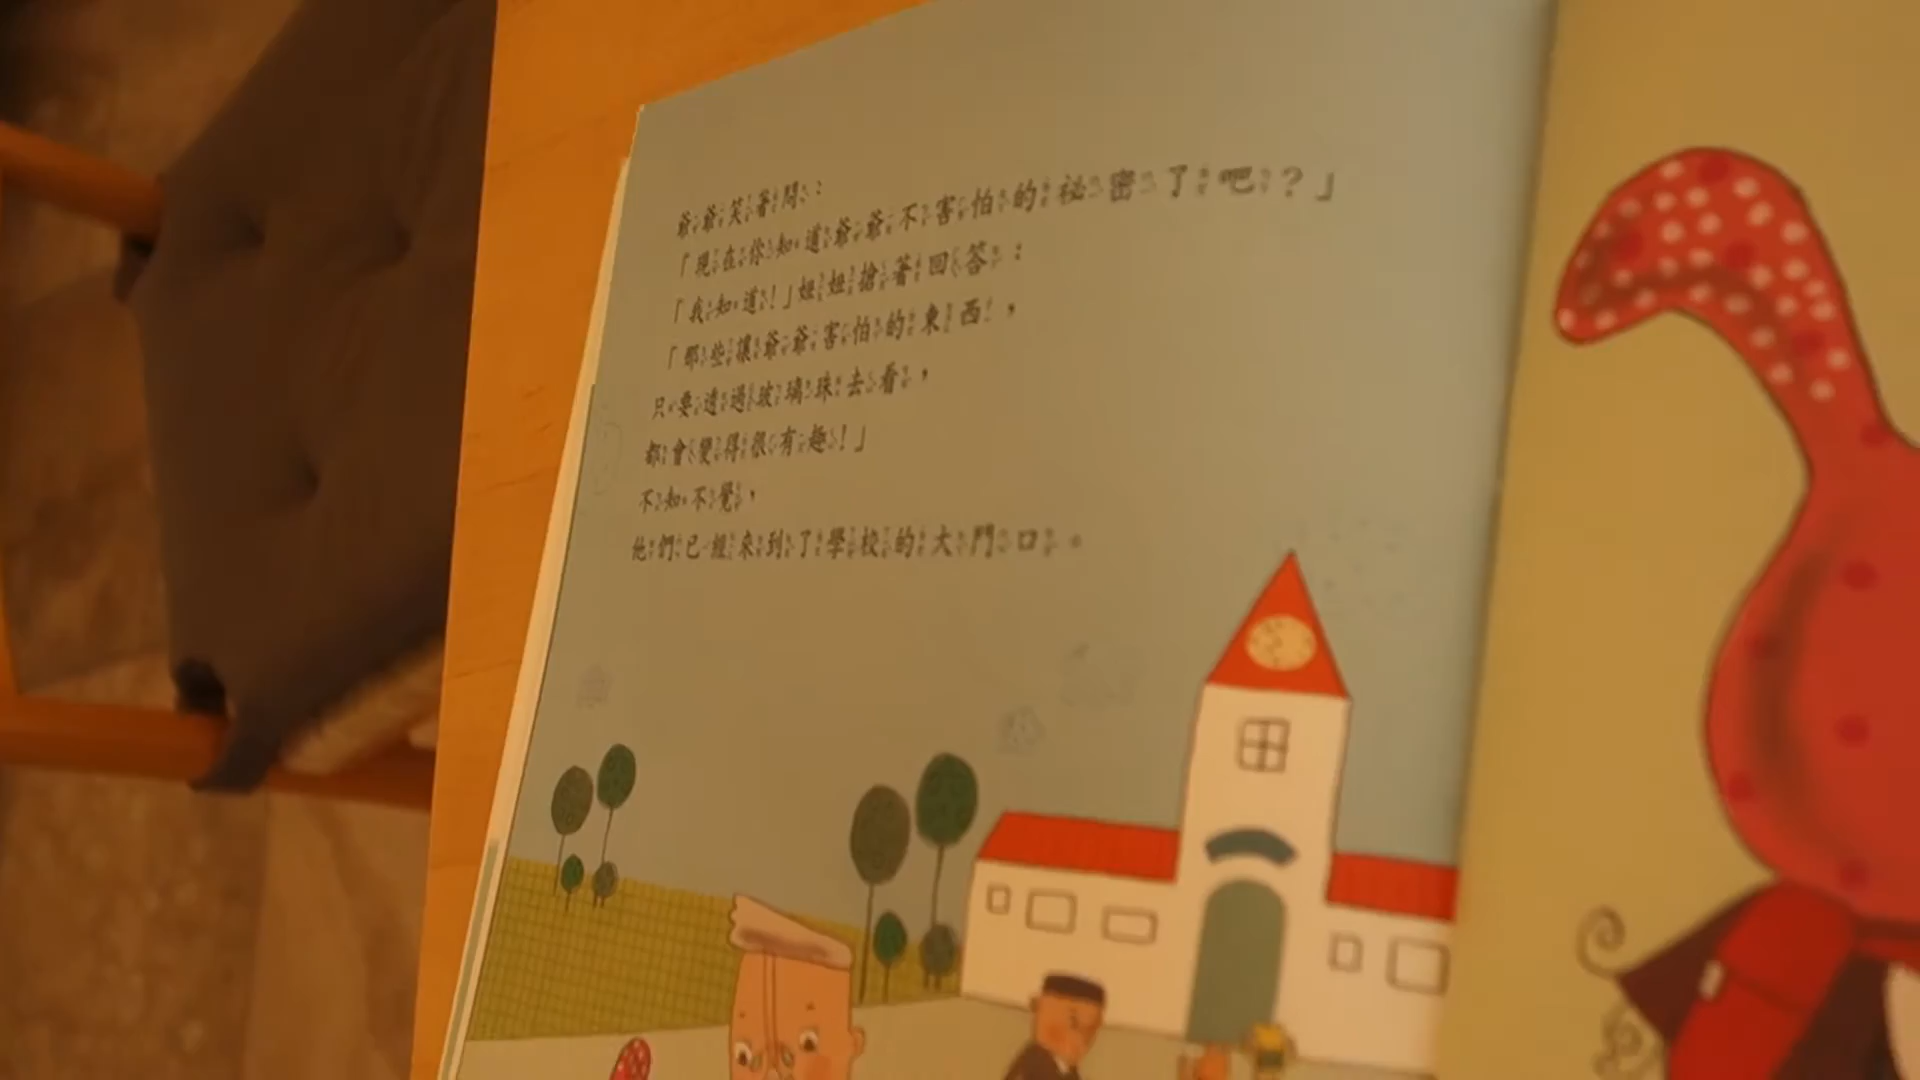 爺爺笑著問：
「現在你知道爺爺不害怕的祕密了吧？」
「我知道！」妞妞搶著回答：
「那些讓爺爺害怕的東西，
只要透過玻璃珠去看，
都會變得很有趣！」
不知不覺，
他們已經來到了學校的大門口。